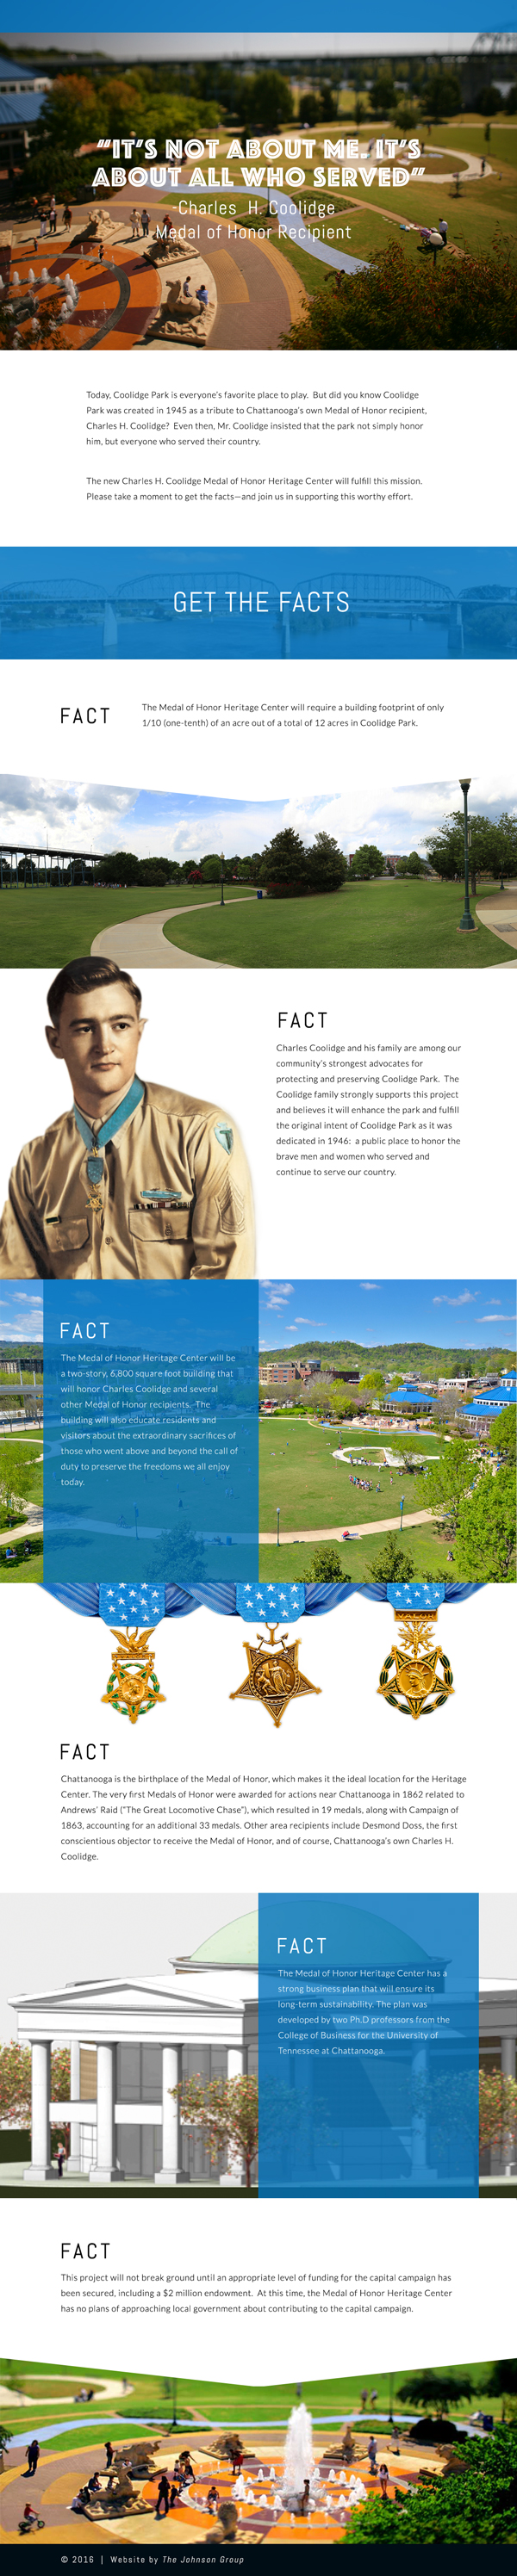 “IT’S NOT ABOUT ME. IT’S
ABOUT ALL WHO SERVED”
-Charles H. Coolidge
Medal of Honor Recipient
Today, Coolidge Park is everyone’s favorite place to play. But did you know Coolidge
Park was created in 1945 as a tribute to Chattanooga’s own Medal of Honor recipient,
Charles H. Coolidge? Even then, Mr. Coolidge insisted that the park not simply honor
him, but everyone who served their country.
The new Charles H. Coolidge Medal of Honor Heritage Center will fulfill this mission.
Please take a moment to get the facts—and join us in supporting this worthy effort.
GET THE FACTS
FACT
The Medal of Honor Heritage Center will require a building footprint of only
1/10 (one-tenth) of an acre out of a total of 12 acres in Coolidge Park.
FACT
Charles Coolidge and his family are among our
community’s strongest advocates for
protecting and preserving Coolidge Park. The
Coolidge family strongly supports this project
and believes it will enhance the park and fulfill
the original intent of Coolidge Park as it was
dedicated in 1946: a public place to honor the
brave men and women who served and
continue to serve our country.
FACT
The Medal of Honor Heritage Center will be
a two-story, 6,800 square foot building that
will honor Charles Coolidge and several
other Medal of Honor recipients. The
building will also educate residents and
visitors about the extraordinary sacrifices of
those who went above and beyond the call of
duty to preserve the freedoms we all enjoy
today.
FACT
Chattanooga is the birthplace of the Medal of Honor, which makes it the ideal location for the Heritage
Center. The very first Medals of Honor were awarded for actions near Chattanooga in 1862 related to
Andrews’ Raid (“The Great Locomotive Chase”), which resulted in 19 medals, along with Campaign of
1863, accounting for an additional 33 medals. Other area recipients include Desmond Doss, the first
conscientious objector to receive the Medal of Honor, and of course, Chattanooga’s own Charles H.
Coolidge.
FACT
The Medal of Honor Heritage Center has a
strong business plan that will ensure its
long-term sustainability. The plan was
developed by two Ph.D professors from the
College of Business for the University of
Tennessee at Chattanooga.
FACT
This project will not break ground until an appropriate level of funding for the capital campaign has
been secured, including a $2 million endowment. At this time, the Medal of Honor Heritage Center
has no plans of approaching local government about contributing to the capital campaign.
© 2016 | Website by The Johnson Group